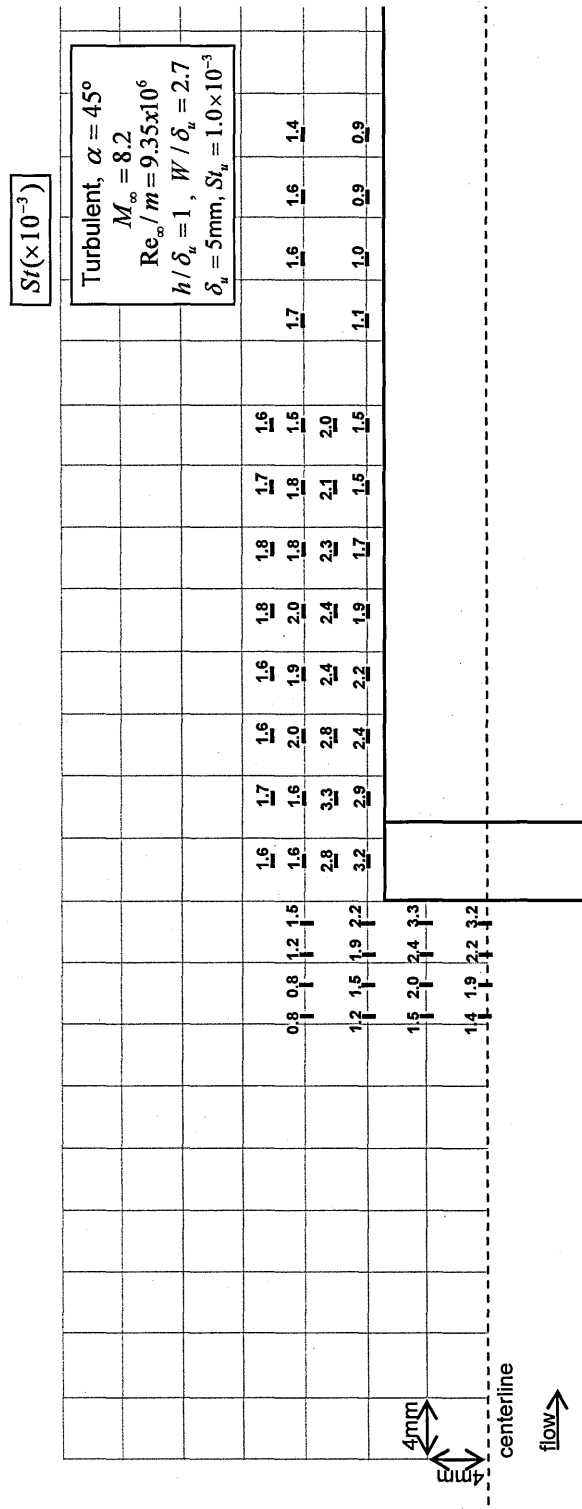 St(×10⁻³)
Turbulent, α = 45°
M∞ = 8.2
Re∞/m = 9.35x10⁶
h/δᵤ = 1 , W/δᵤ = 2.7
δᵤ = 5mm, Stᵤ = 1.0×10⁻³
1.6 1.7 1.6 1.6 1.8 1.8 1.7 1.6
0.8 0.8 1.2 1.5 1.6 1.6 2.0 1.9 2.0 1.8 1.8 1.5 1.7 1.6 1.6 1.4
2.8 3.3 2.8 2.4 2.4 2.3 2.1 2.0
1.2 1.5 1.9 2.2 3.2 2.9 2.4 2.2 1.9 1.7 1.5 1.5 1.1 1.0 0.9 0.9
4mm
1.5 2.0 2.4 3.3
4mm
1.4 1.9 2.2 3.2
centerline
flow